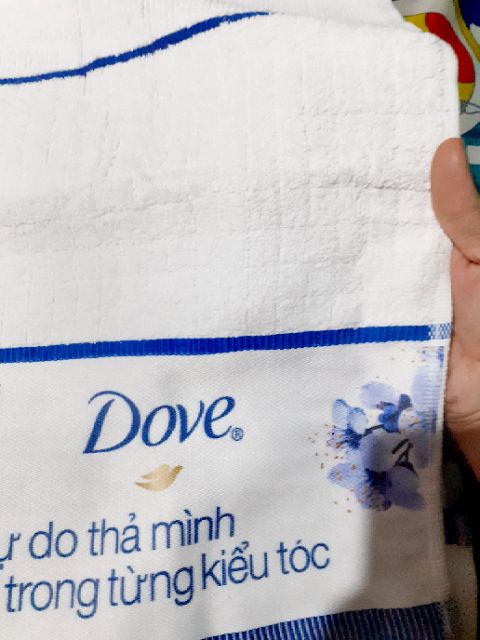 Dove®
ự do thả mình
trong từng kiểu tóc